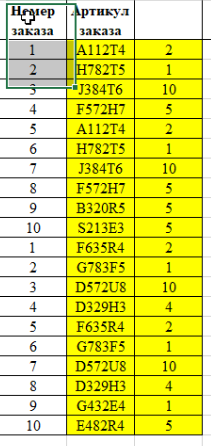 Номер Артикул
заказа заказа
1 A112T4 2
2 H782T5 1
3 J384T6 10
4 F572H7 5
5 A112T4 2
6 H782T5 1
7 J384T6 10
8 F572H7 5
9 B320R5 5
10 S213E3 5
1 F635R4 2
2 G783F5 1
3 D572U8 10
4 D329H3 4
5 F635R4 2
6 G783F5 1
7 D572U8 10
8 D329H3 4
9 G432E4 1
10 E482R4 5